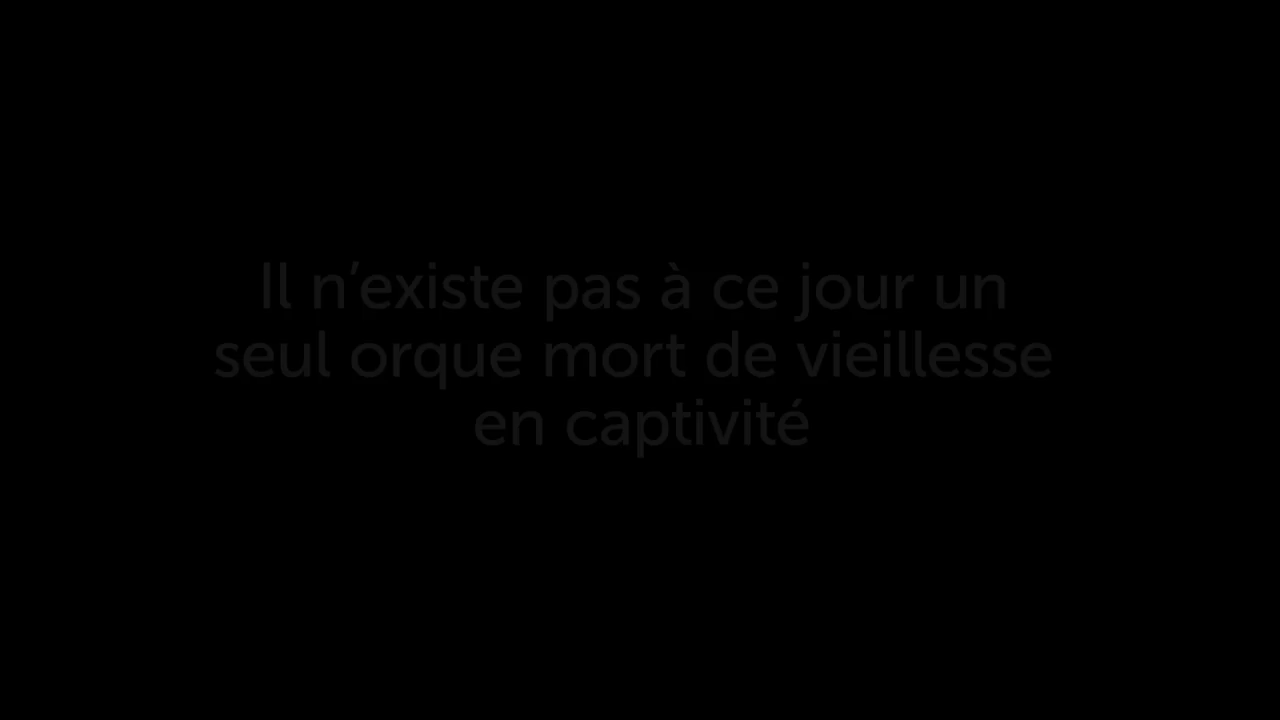 Il n’existe pas à ce jour un
seul orque mort de vieillesse
en captivité